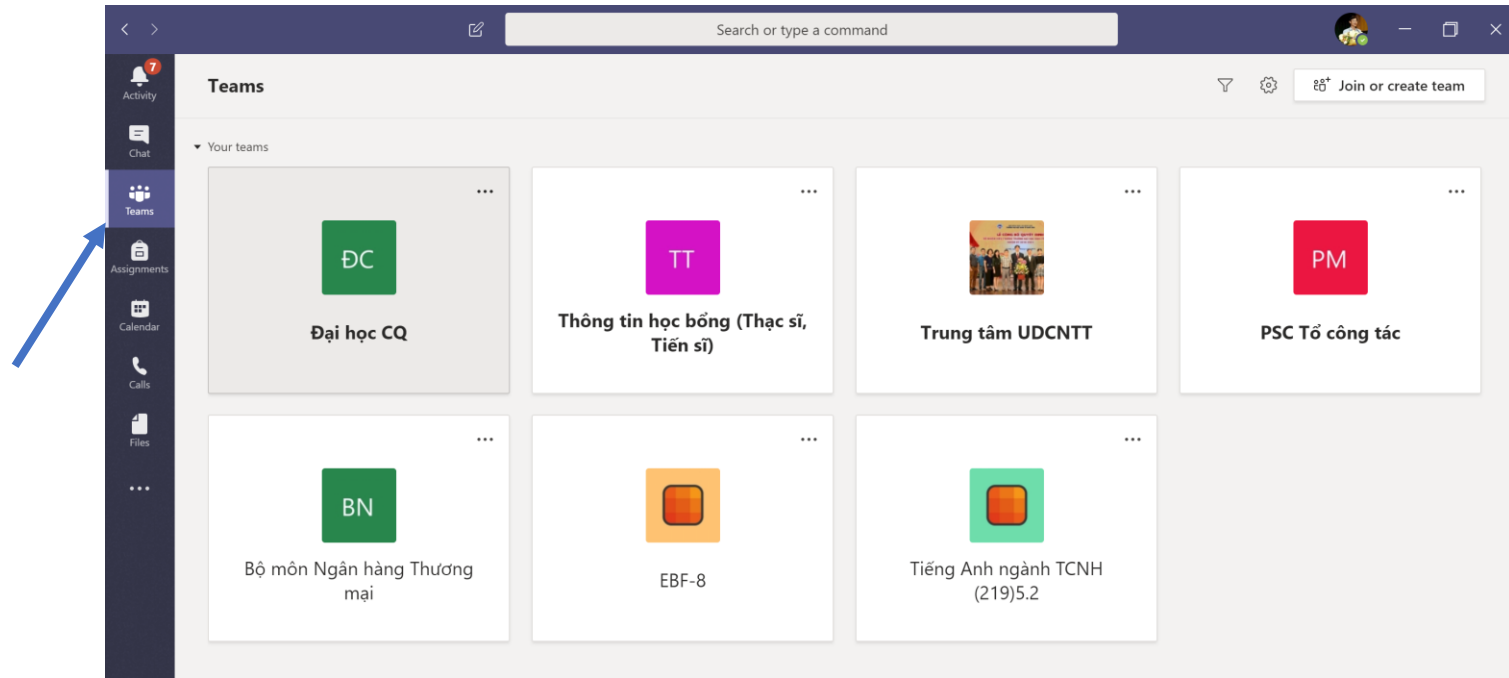 Search or type a command
7
Activity
Chat
Teams
Assignments
Calendar
Calls
Files
Teams
Join or create team
Your teams
ĐC
Đại học CQ
TT
Thông tin học bổng (Thạc sĩ,
Tiến sĩ)
Trung tâm UDCNTT
PM
PSC Tổ công tác
BN
Bộ môn Ngân hàng Thương
mại
EBF-8
Tiếng Anh ngành TCNH
(219)5.2